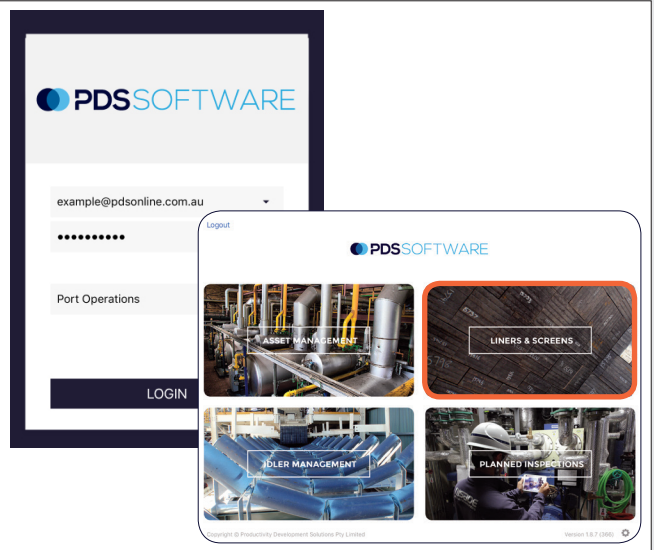 PDSSOFTWARE
example@pdsonline.com.au
••••••••••
Port Operations
LOGIN
Logout
PDSSOFTWARE
ASSET MANAGEMENT
LINERS & SCREENS
IDLER MANAGEMENT
PLANNED INSPECTIONS
Copyright © Productivity Development Solutions Pty Limited
Version 1.8.7 (386)